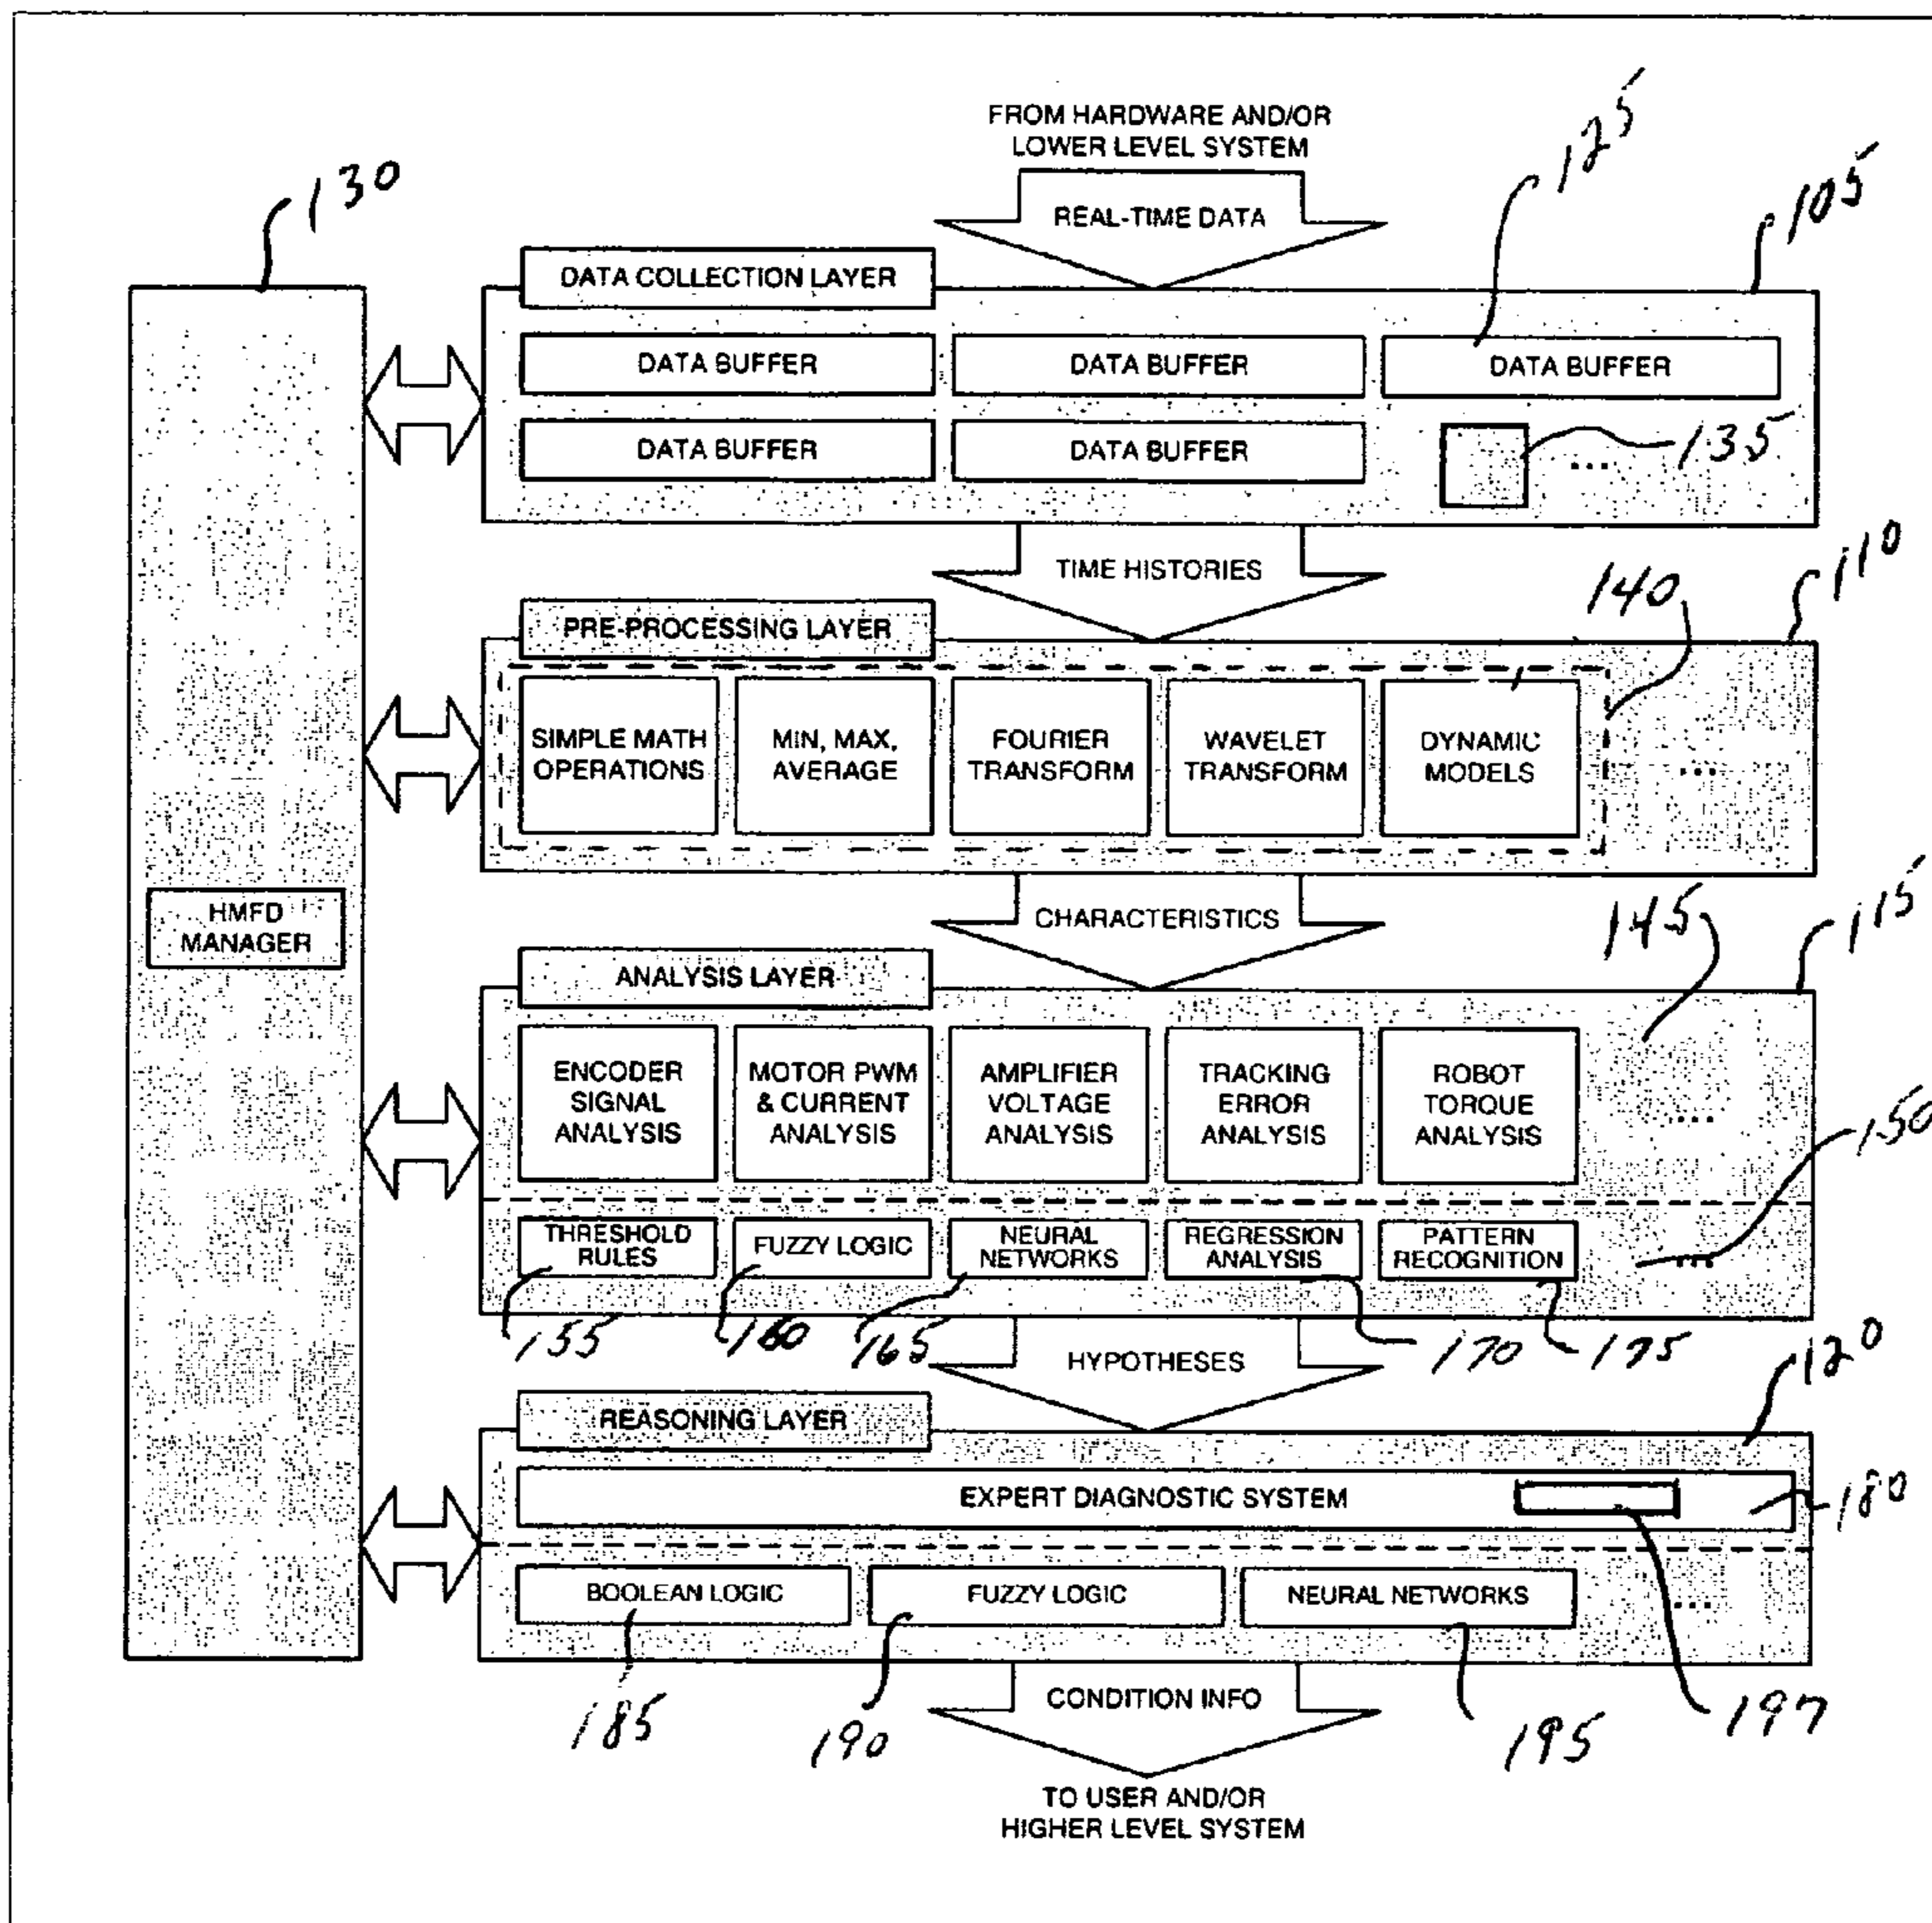 FROM HARDWARE AND/OR
LOWER LEVEL SYSTEM
125
130
105
REAL-TIME DATA
DATA COLLECTION LAYER
DATA BUFFER
DATA BUFFER
DATA BUFFER
DATA BUFFER
DATA BUFFER
135
...
TIME HISTORIES
110
140
PRE-PROCESSING LAYER
SIMPLE MATH
OPERATIONS
MIN, MAX,
AVERAGE
FOURIER
TRANSFORM
WAVELET
TRANSFORM
DYNAMIC
MODELS
...
HMFD
MANAGER
CHARACTERISTICS
145
115
ANALYSIS LAYER
ENCODER
SIGNAL
ANALYSIS
MOTOR PWM
& CURRENT
ANALYSIS
AMPLIFIER
VOLTAGE
ANALYSIS
TRACKING
ERROR
ANALYSIS
ROBOT
TORQUE
ANALYSIS
...
150
THRESHOLD
RULES
FUZZY LOGIC
NEURAL
NETWORKS
REGRESSION
ANALYSIS
PATTERN
RECOGNITION
...
155
160
165
HYPOTHESES
170
175
120
REASONING LAYER
EXPERT DIAGNOSTIC SYSTEM
180
BOOLEAN LOGIC
FUZZY LOGIC
NEURAL NETWORKS
...
185
190
CONDITION INFO
195
197
TO USER AND/OR
HIGHER LEVEL SYSTEM